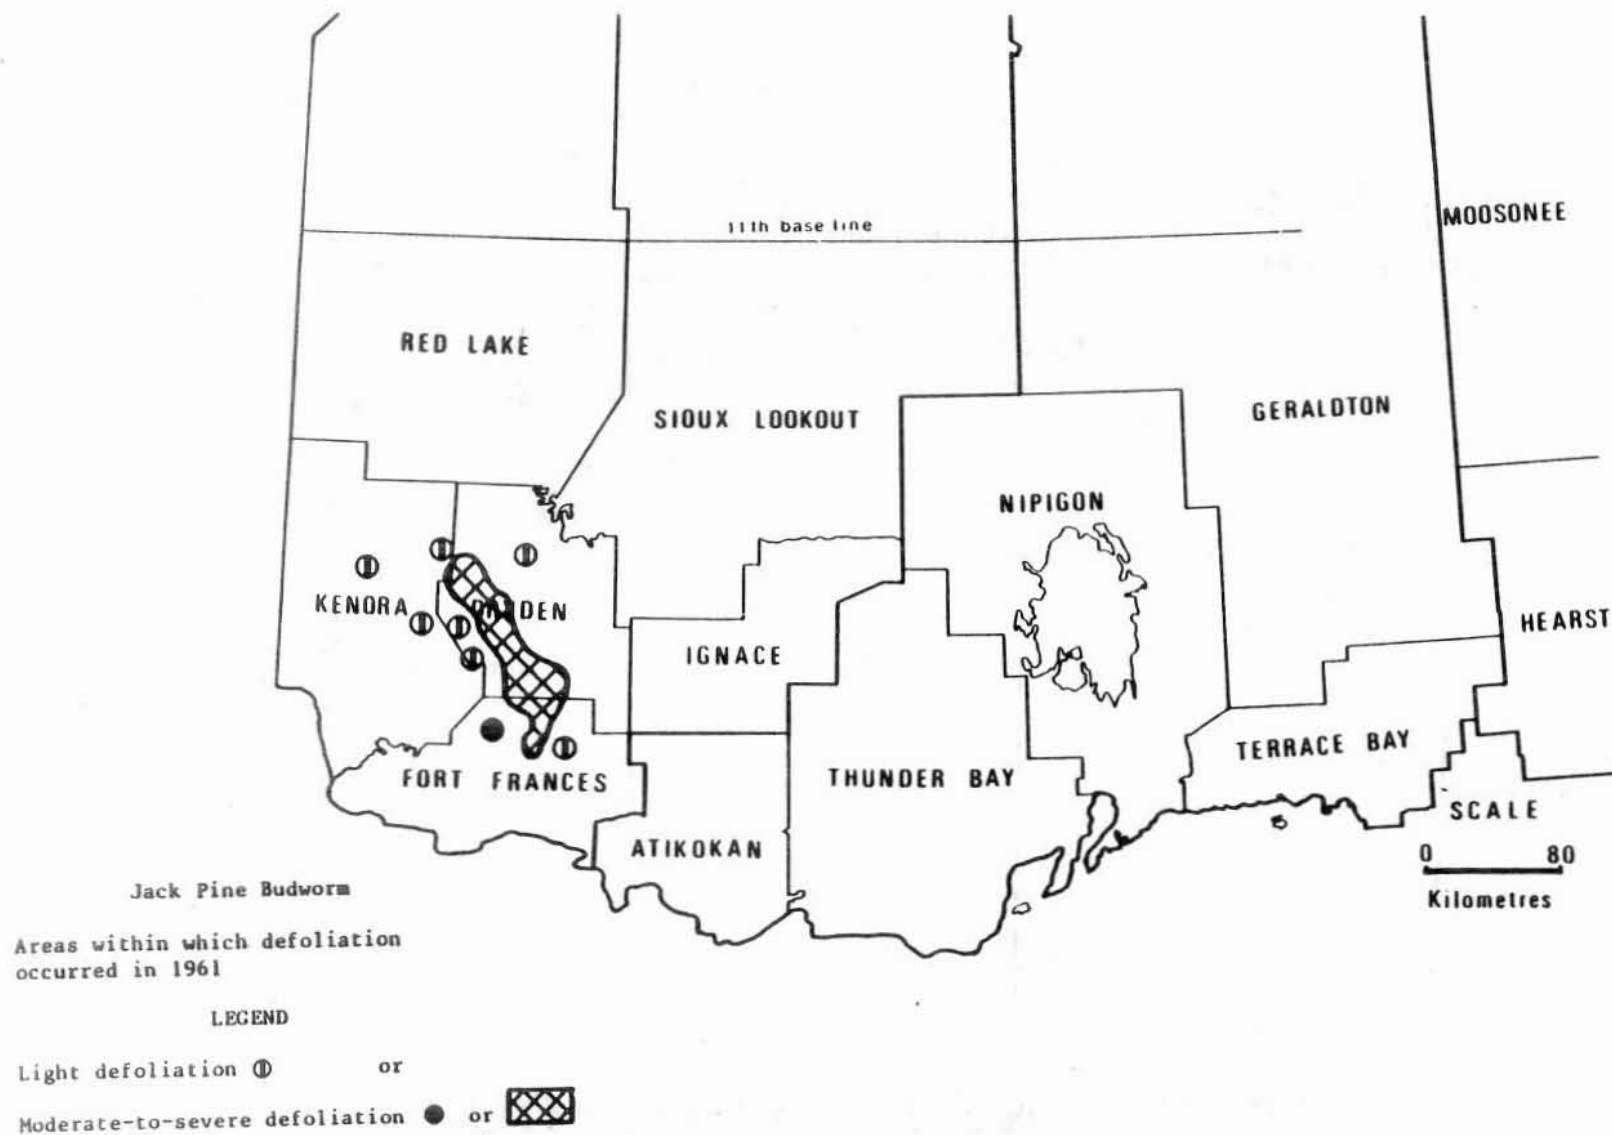 11th base line
MOOSONEE
RED LAKE
SIOUX LOOKOUT
GERALDTON
NIPIGON
KENORA
HEARST
IGNACE
TERRACE BAY
FORT FRANCES
THUNDER BAY
ATIKOKAN
SCALE
0 80
Kilometres
Jack Pine Budworm
Areas within which defoliation
occurred in 1961
LEGEND
Light defoliation or
Moderate-to-severe defoliation or